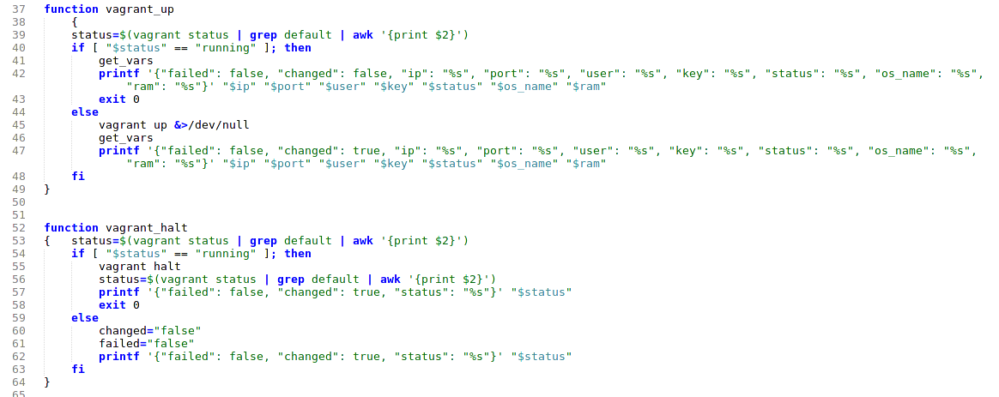 37 function vagrant_up
38     {
39     status=$(vagrant status | grep default | awk '{print $2}')
40     if [ "$status" == "running" ]; then
41         get_vars
42         printf '{"failed": false, "changed": false, "ip": "%s", "port": "%s", "user": "%s", "key": "%s", "status": "%s", "os_name": "%s",
            "ram": "%s"}' "$ip" "$port" "$user" "$key" "$status" "$os_name" "$ram"
43         exit 0
44     else
45         vagrant up &>/dev/null
46         get_vars
47         printf '{"failed": false, "changed": true, "ip": "%s", "port": "%s", "user": "%s", "key": "%s", "status": "%s", "os_name": "%s",
            "ram": "%s"}' "$ip" "$port" "$user" "$key" "$status" "$os_name" "$ram"
48     fi
49 }
50
51
52 function vagrant_halt
53 {   status=$(vagrant status | grep default | awk '{print $2}')
54     if [ "$status" == "running" ]; then
55         vagrant halt
56         status=$(vagrant status | grep default | awk '{print $2}')
57         printf '{"failed": false, "changed": true, "status": "%s"}' "$status"
58         exit 0
59     else
60         changed="false"
61         failed="false"
62         printf '{"failed": false, "changed": true, "status": "%s"}' "$status"
63     fi
64 }
65